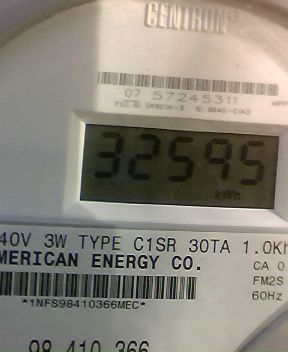 CENTRON®
07 57245311
32595
kWh
40V 3W TYPE C1SR 30TA 1.0Kh
MERICAN ENERGY CO.
CA 0
FM2S
60Hz
*1NFS98410366MEC*
98 410 366